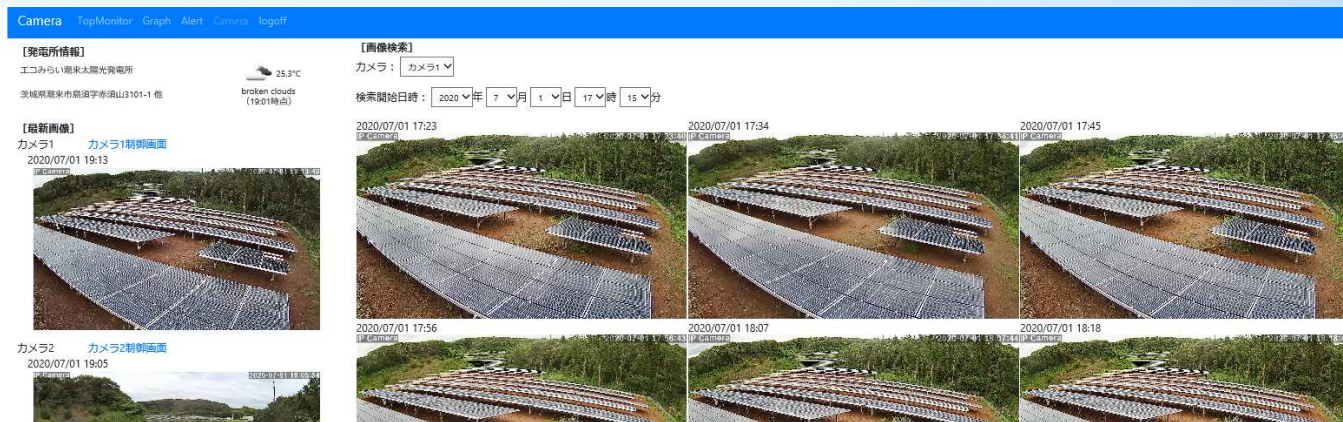 Camera TopMonitor Graph Alert Camera logoff
［発電所情報］
エコみらい潮来太陽光発電所
25.3℃
茨城県潮来市島須字赤須山3101-1 他
broken clouds
（19:01時点）
［最新画像］
カメラ1 カメラ1制御画面
2020/07/01 19:13
IP Camera
カメラ2 カメラ2制御画面
2020/07/01 19:05
IP Camera 2020-07-01 19:05:54
［画像検索］
カメラ： カメラ1
検索開始日時： 2020 年 7 月 1 日 17 時 15 分
2020/07/01 17:23 2020/07/01 17:34 2020/07/01 17:45
IP Camera IP Camera IP Camera
2020/07/01 17:56 2020/07/01 18:07 2020/07/01 18:18
IP Camera IP Camera IP Camera